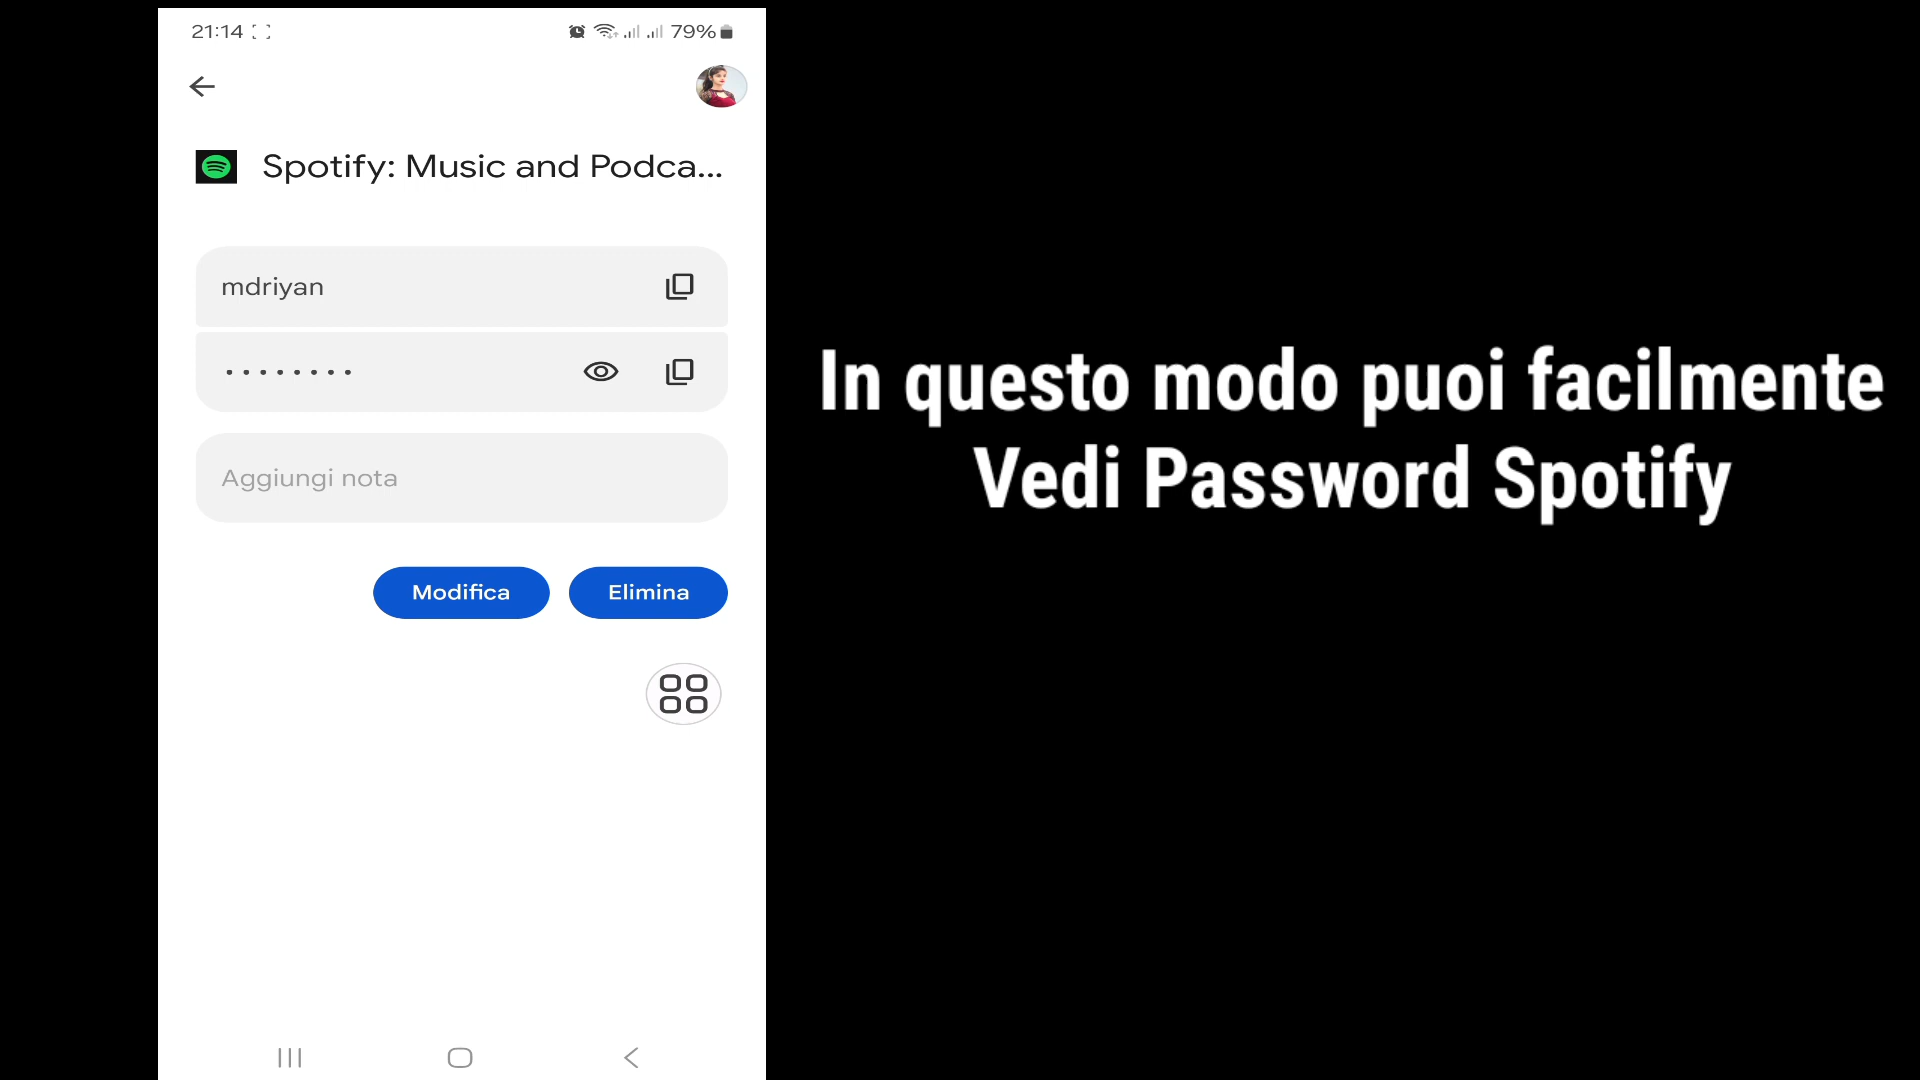 21:14
79%
Spotify: Music and Podca...
mdriyan
••••••••
Aggiungi nota
Modifica
Elimina
In questo modo puoi facilmente
Vedi Password Spotify